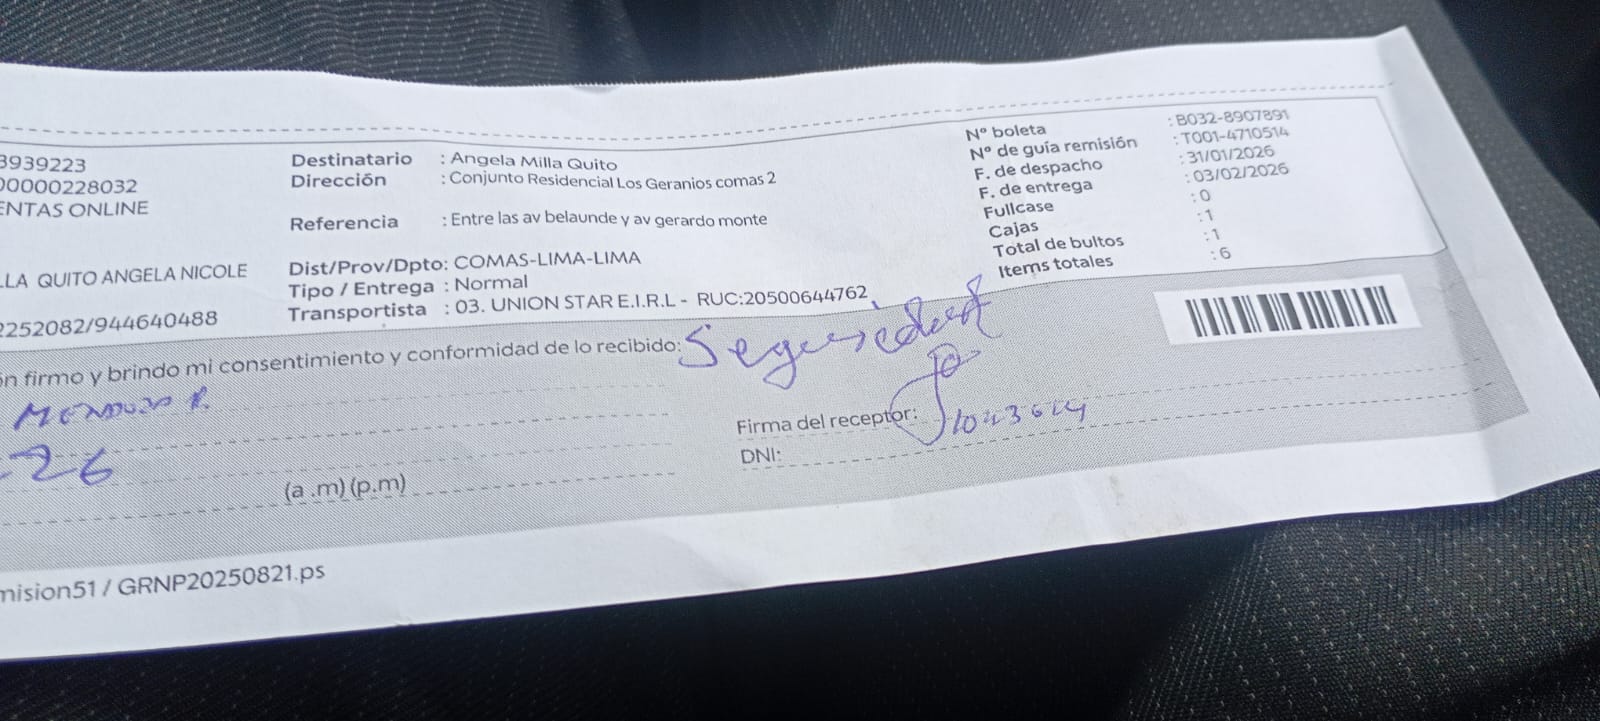 3939223
00000228032
ENTAS ONLINE
LLA QUITO ANGELA NICOLE
2252082/944640488
Destinatario : Angela Milla Quito
Dirección : Conjunto Residencial Los Geranios comas 2
Referencia : Entre las av belaunde y av gerardo monte
Dist/Prov/Dpto: COMAS-LIMA-LIMA
Tipo / Entrega : Normal
Transportista : 03. UNION STAR E.I.R.L - RUC:20500644762
Nº boleta : B032-8907891
Nº de guía remisión : T001-4710514
F. de despacho : 31/01/2026
F. de entrega : 03/02/2026
Fullcase : 0
Cajas : 1
Total de bultos : 1
Items totales : 6
ón firmo y brindo mi consentimiento y conformidad de lo recibido: Seguridad
Firma del receptor:
DNI:
26
(a .m) (p.m)
mision51 / GRNP20250821.ps